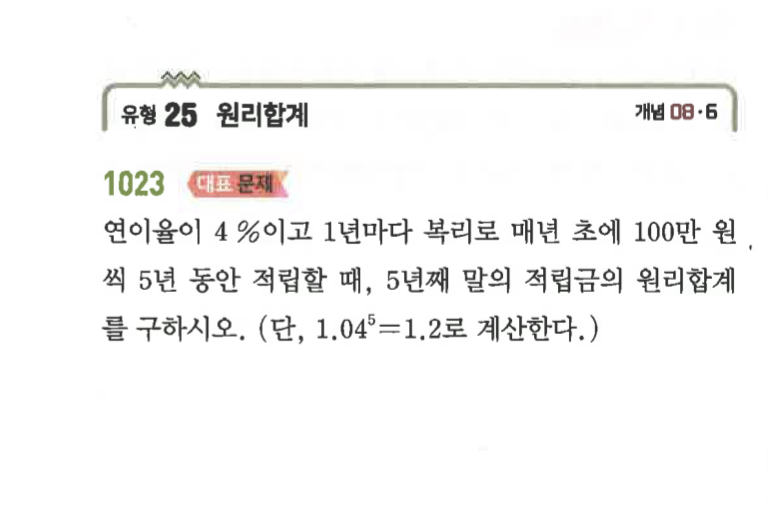 유형 25 원리합계 개념 08·6
1023 대표 문제
연이율이 4 %이고 1년마다 복리로 매년 초에 100만 원
씩 5년 동안 적립할 때, 5년째 말의 적립금의 원리합계
를 구하시오. (단, 1.04⁵=1.2로 계산한다.)